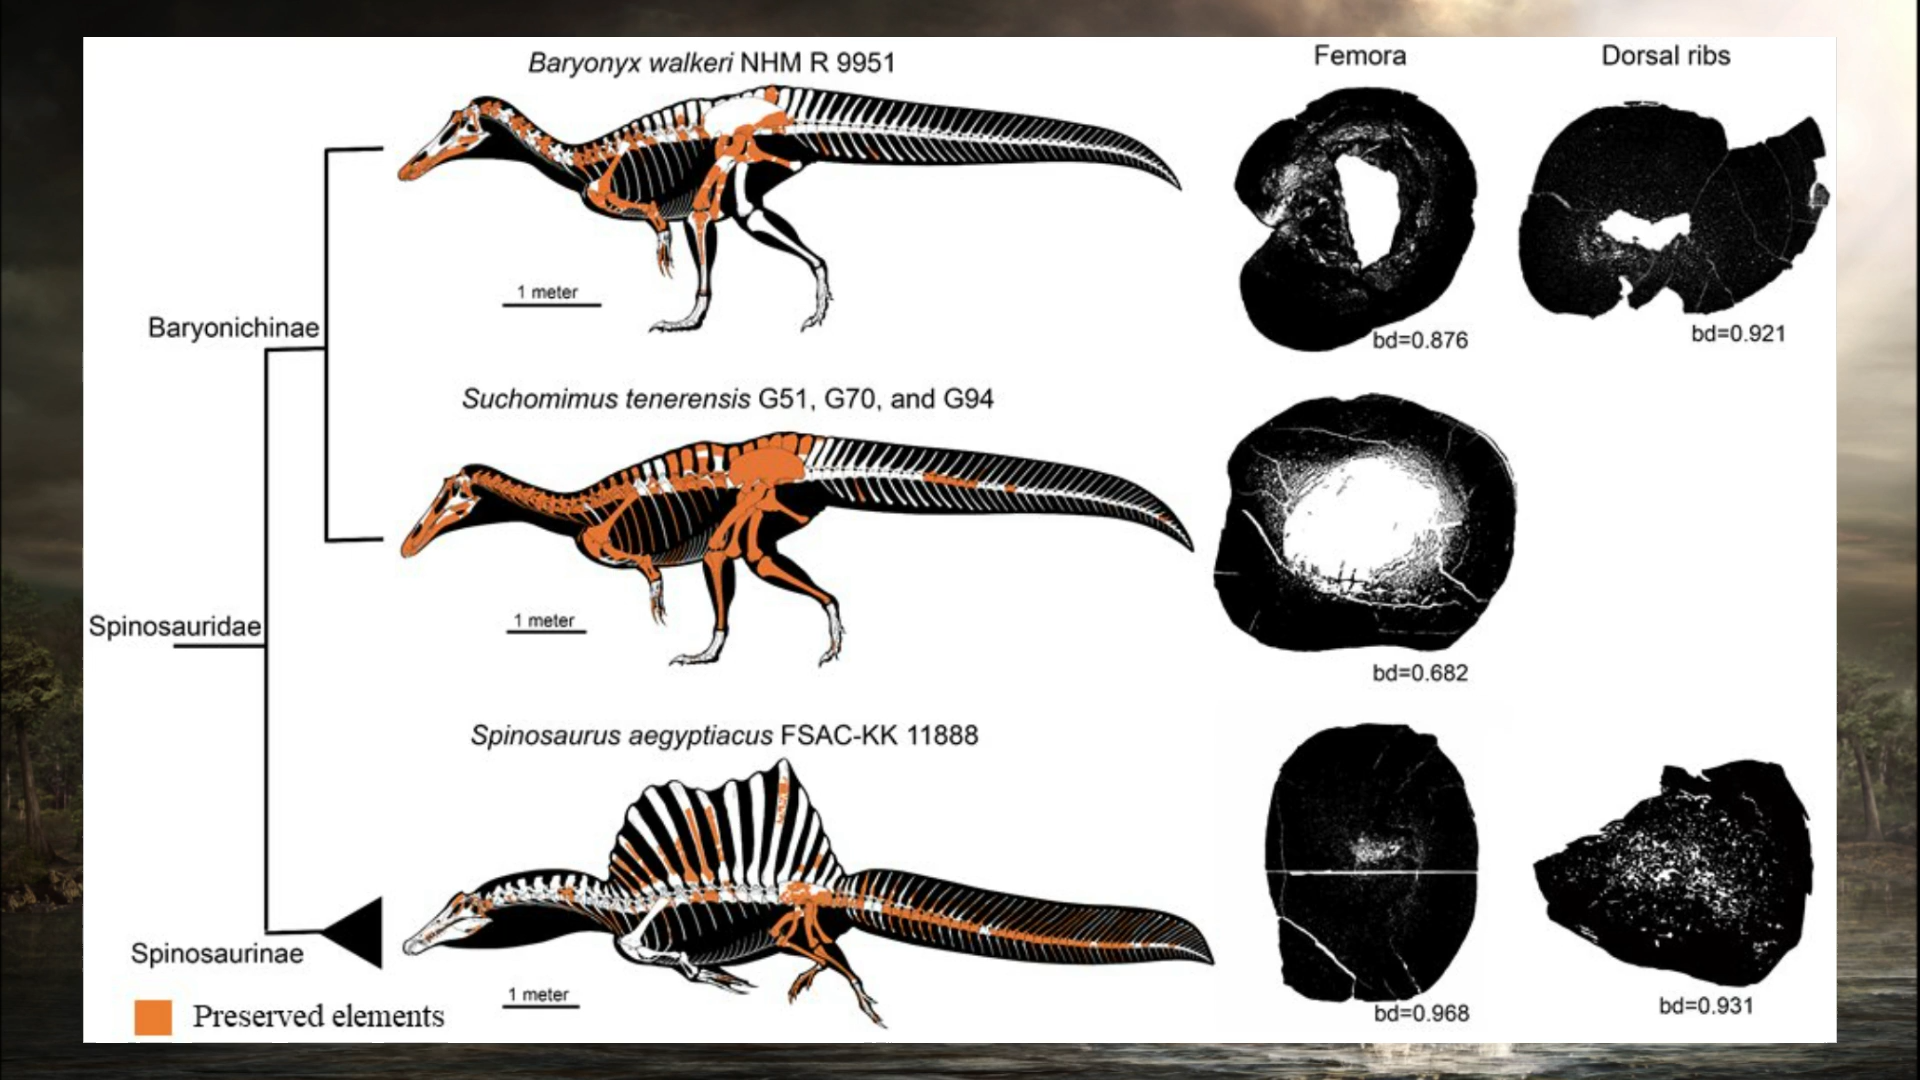 Baryonyx walkeri NHM R 9951
Femora
Dorsal ribs
1 meter
bd=0.876
bd=0.921
Baryonichinae
Suchomimus tenerensis G51, G70, and G94
1 meter
bd=0.682
Spinosauridae
Spinosaurus aegyptiacus FSAC-KK 11888
1 meter
bd=0.968
bd=0.931
Spinosaurinae
Preserved elements